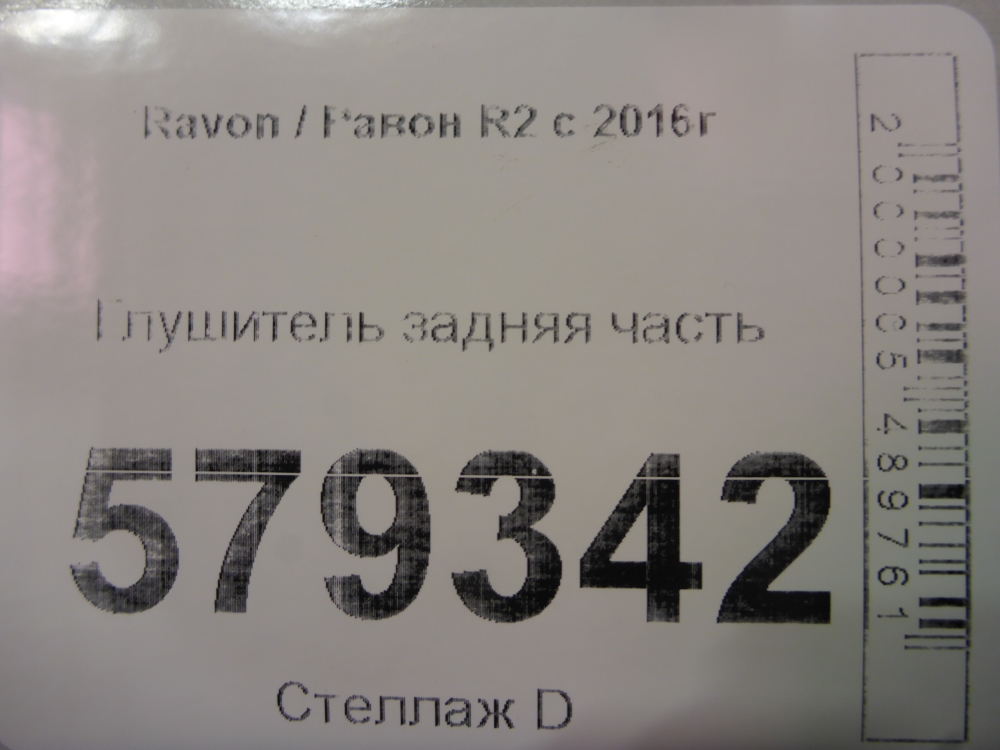 Ravon / Равон R2 с 2016г
Глушитель задняя часть
579342
Стеллаж D
2000005489761